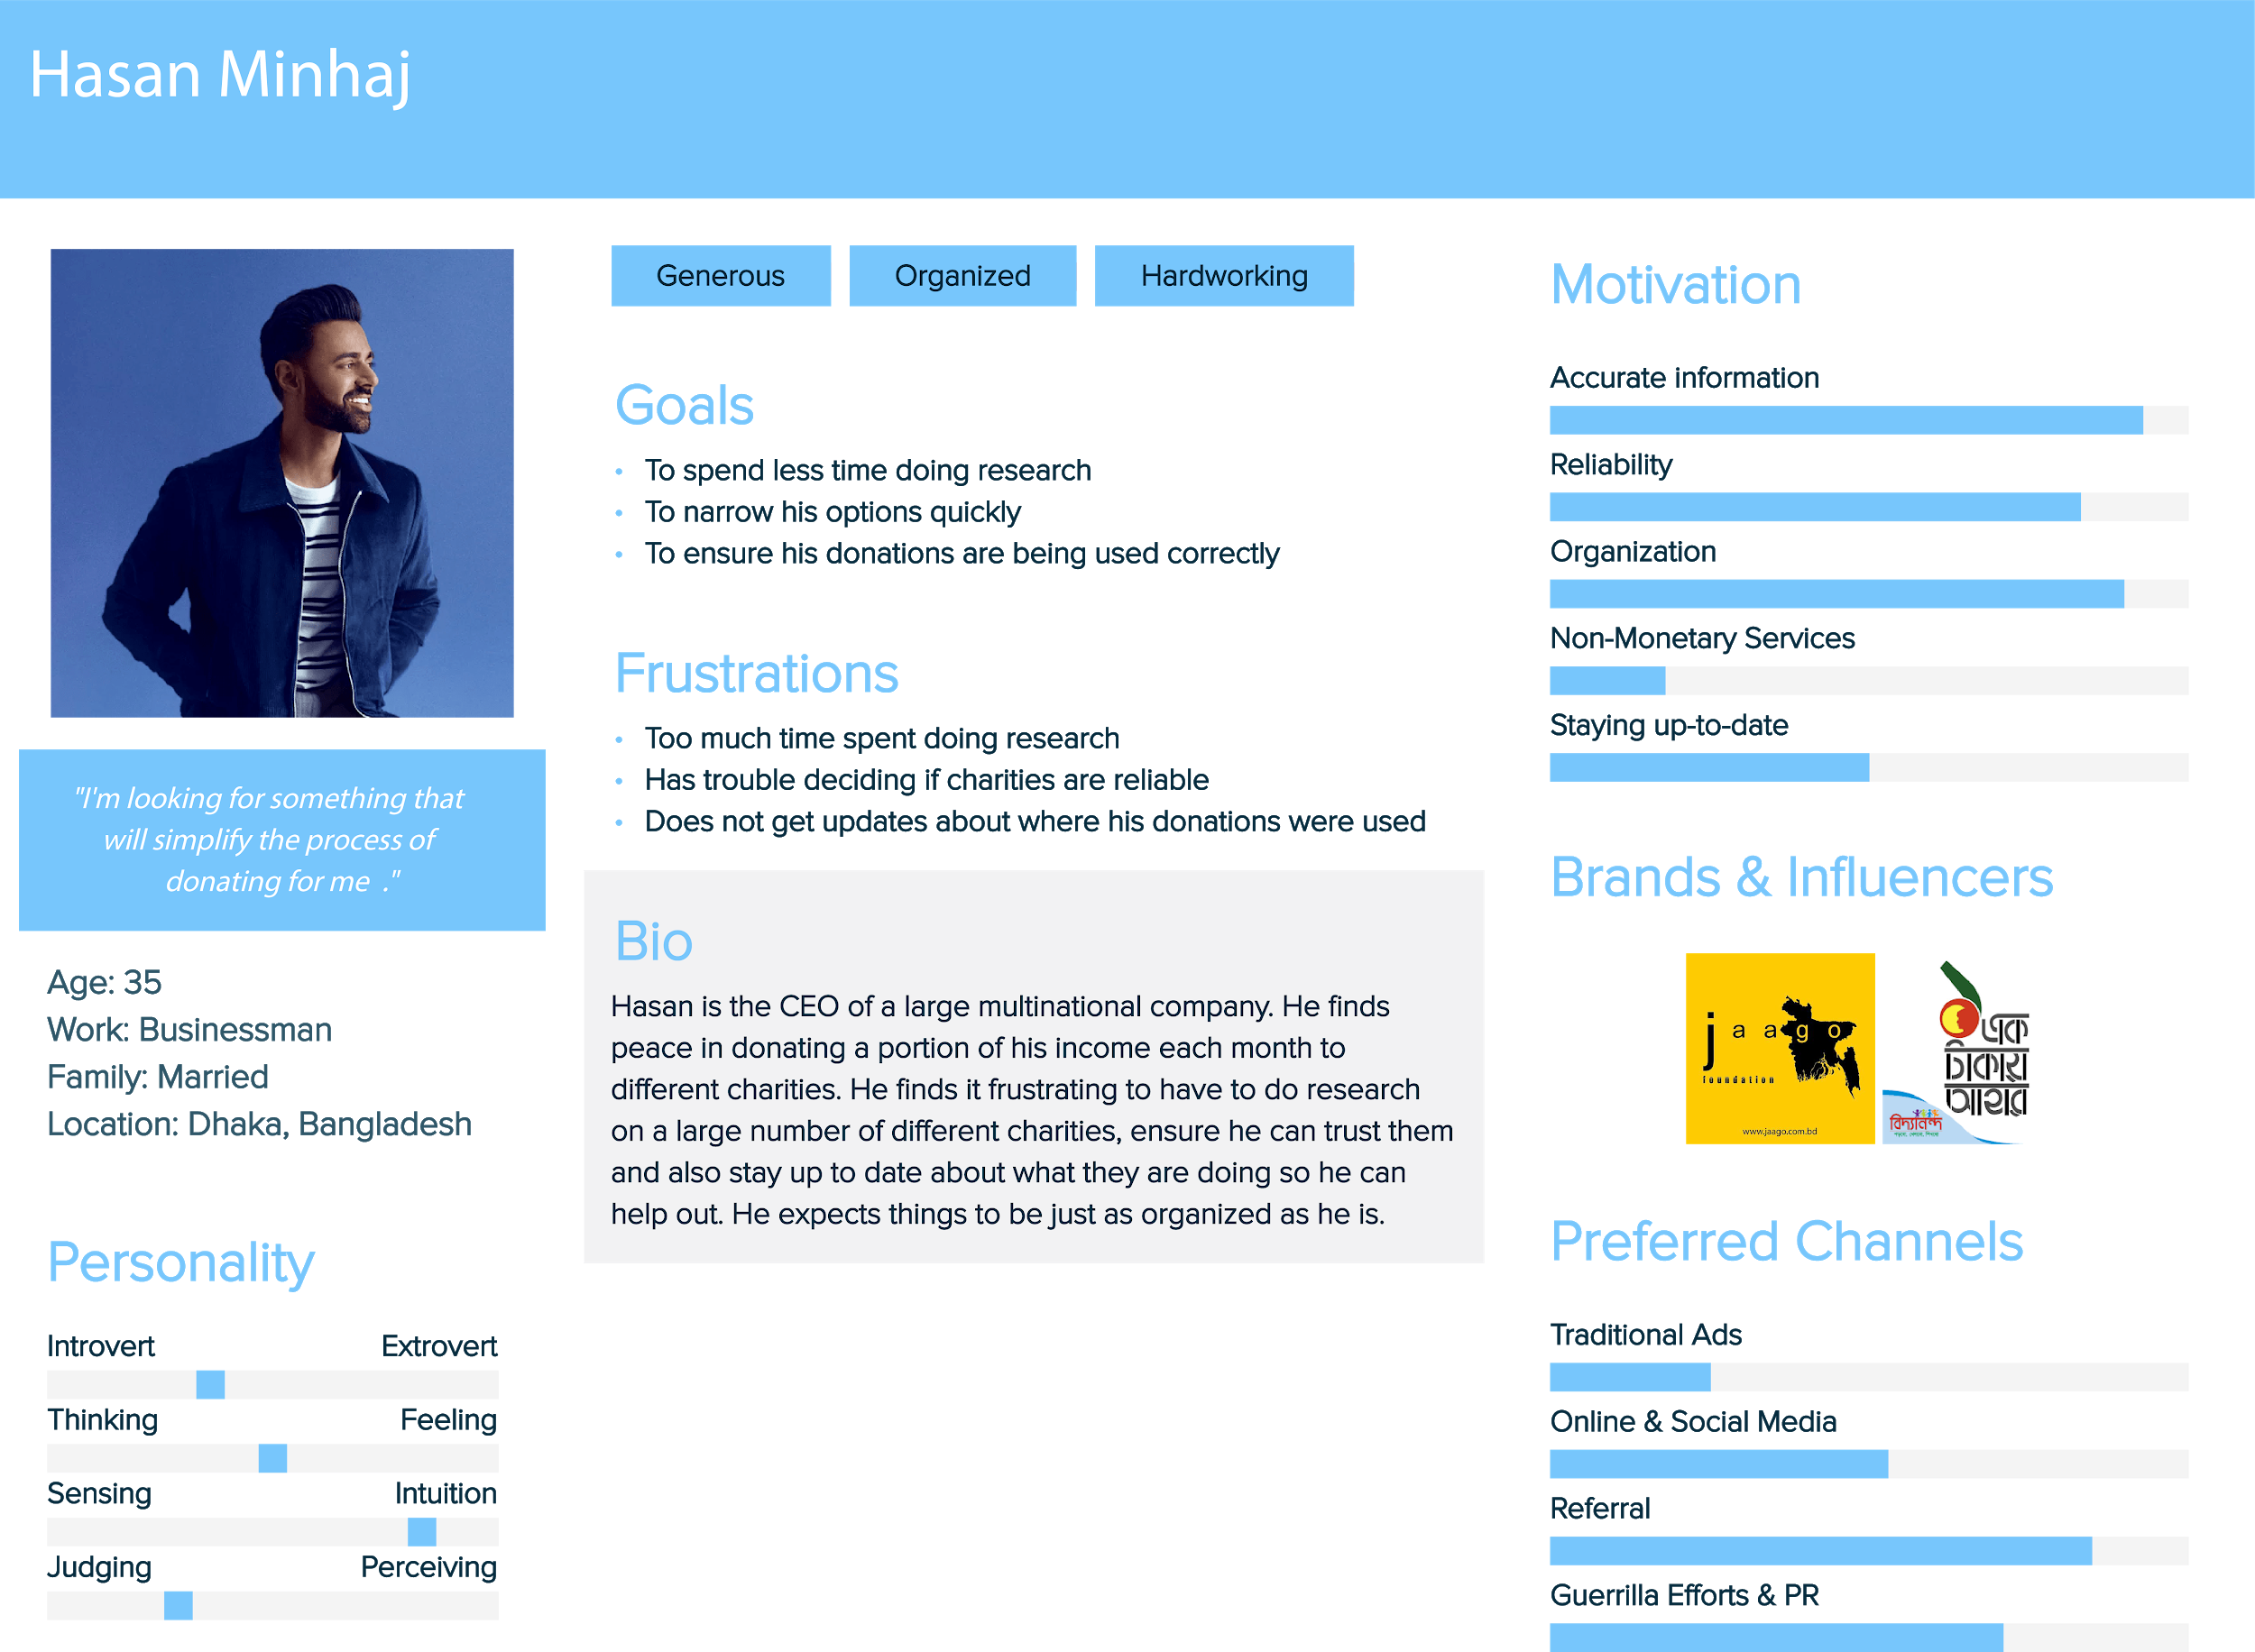 Hasan Minhaj
"I'm looking for something that
will simplify the process of
donating for me ."
Age: 35
Work: Businessman
Family: Married
Location: Dhaka, Bangladesh
Personality
Introvert Extrovert
Thinking Feeling
Sensing Intuition
Judging Perceiving
Generous Organized Hardworking
Goals
• To spend less time doing research
• To narrow his options quickly
• To ensure his donations are being used correctly
Frustrations
• Too much time spent doing research
• Has trouble deciding if charities are reliable
• Does not get updates about where his donations were used
Bio
Hasan is the CEO of a large multinational company. He finds
peace in donating a portion of his income each month to
different charities. He finds it frustrating to have to do research
on a large number of different charities, ensure he can trust them
and also stay up to date about what they are doing so he can
help out. He expects things to be just as organized as he is.
Motivation
Accurate information
Reliability
Organization
Non-Monetary Services
Staying up-to-date
Brands & Influencers
jaago
foundation
www.jaago.com.bd
এক
টাকায়
আহার
বিদ্যানন্দ
Preferred Channels
Traditional Ads
Online & Social Media
Referral
Guerrilla Efforts & PR